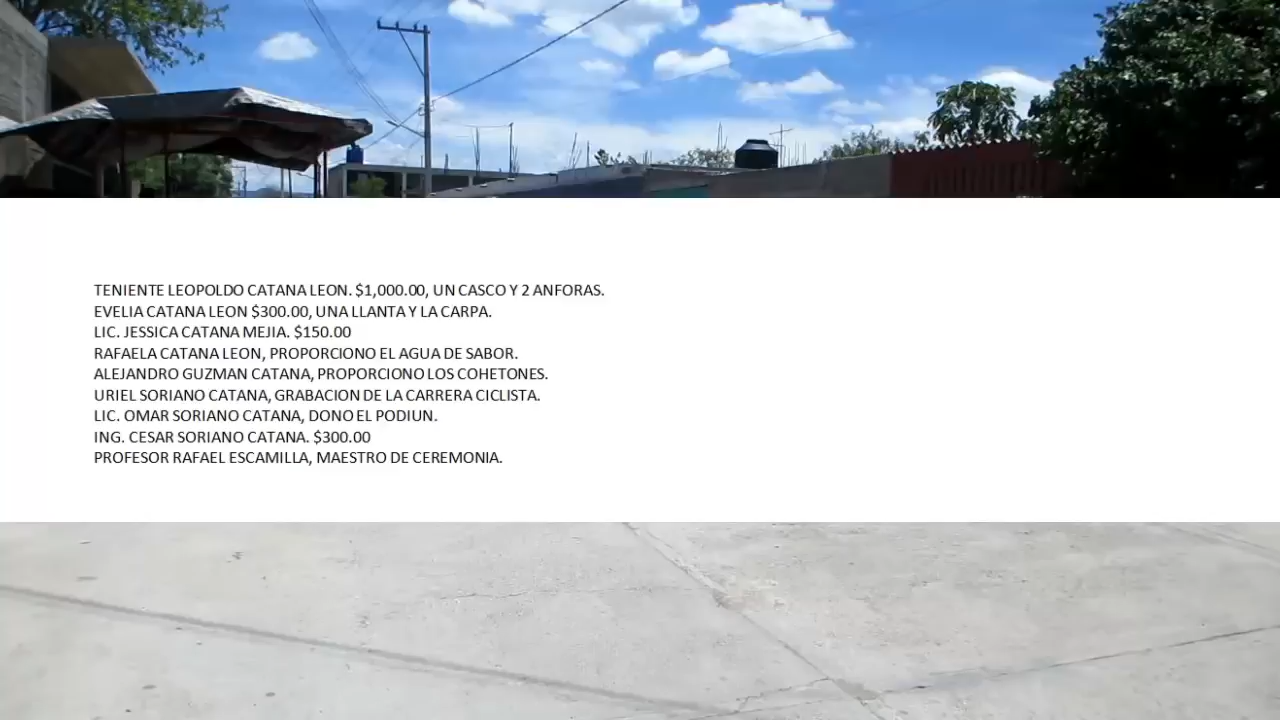 TENIENTE LEOPOLDO CATANA LEON. $1,000.00, UN CASCO Y 2 ANFORAS.
EVELIA CATANA LEON $300.00, UNA LLANTA Y LA CARPA.
LIC. JESSICA CATANA MEJIA. $150.00
RAFAELA CATANA LEON, PROPORCIONO EL AGUA DE SABOR.
ALEJANDRO GUZMAN CATANA, PROPORCIONO LOS COHETONES.
URIEL SORIANO CATANA, GRABACION DE LA CARRERA CICLISTA.
LIC. OMAR SORIANO CATANA, DONO EL PODIUN.
ING. CESAR SORIANO CATANA. $300.00
PROFESOR RAFAEL ESCAMILLA, MAESTRO DE CEREMONIA.